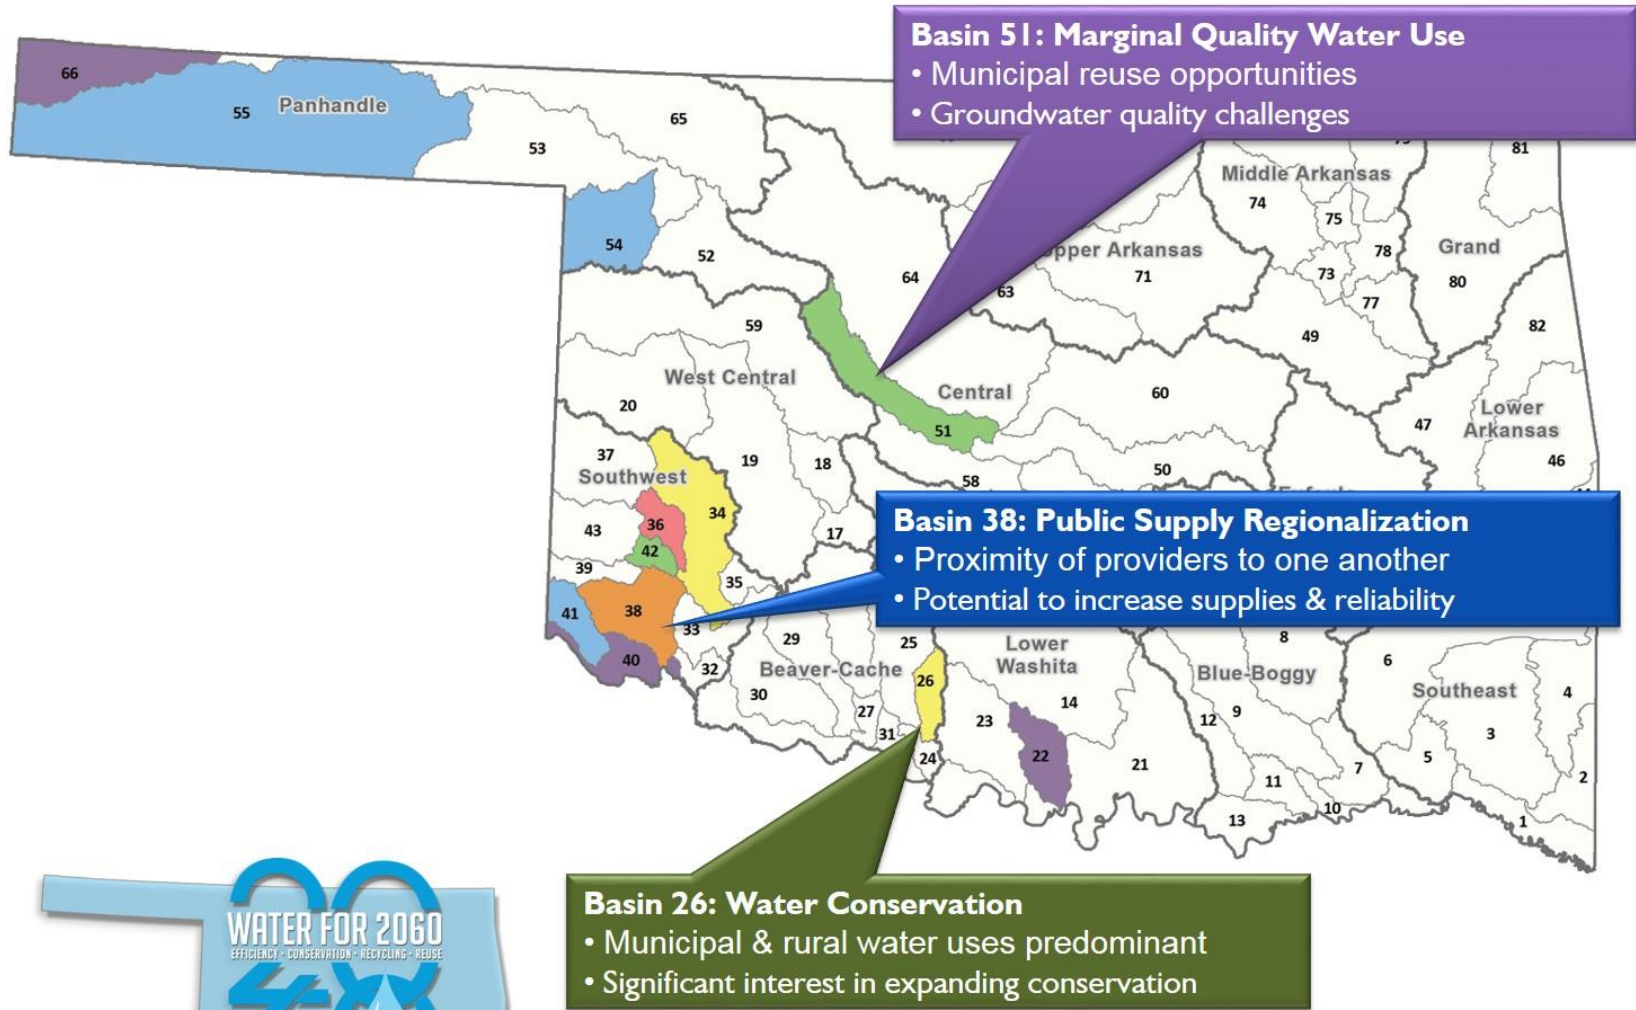 Basin 51: Marginal Quality Water Use
• Municipal reuse opportunities
• Groundwater quality challenges
66
55
Panhandle
53
65
54
52
64
63
71
Middle Arkansas
74
75
78
73
77
81
Grand
80
49
82
59
West Central
20
Central
51
60
47
Lower
Arkansas
46
37
Southwest
19
18
58
50
43
36
34
42
17
39
35
Basin 38: Public Supply Regionalization
• Proximity of providers to one another
• Potential to increase supplies & reliability
41
38
33
40
32
29
25
Beaver-Cache
30
26
27
31
24
Lower
Washita
14
23
22
21
8
Blue-Boggy
12
9
11
7
10
13
6
Southeast
4
3
5
2
1
Basin 26: Water Conservation
• Municipal & rural water uses predominant
• Significant interest in expanding conservation
WATER FOR 2060
EFFICIENCY · CONSERVATION · RECYCLING · REUSE